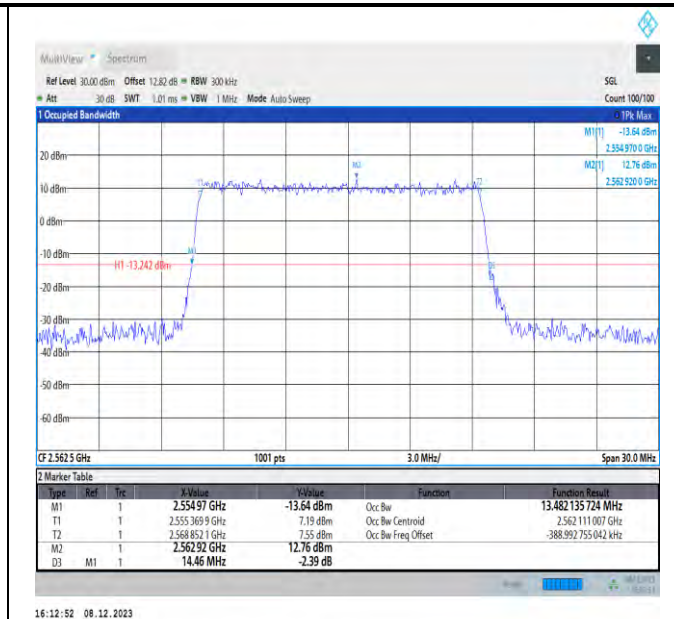 MultiView Spectrum
Ref Level 30.00 dBm Offset 12.82 dB RBW 300 kHz SGL
Att 30 dB SWT 1.01 ms VBW 1 MHz Mode Auto Sweep Count 100/100
1 Occupied Bandwidth 1Pk Max
M1[1] -13.64 dBm
2.554 970 0 GHz
M2[1] 12.76 dBm
2.562 920 0 GHz
20 dBm
M2
10 dBm T1 T2
0 dBm
-10 dBm M1
H1 -13.242 dBm
-20 dBm
-30 dBm
-40 dBm
-50 dBm
-60 dBm
CF 2.562 5 GHz 1001 pts 3.0 MHz/ Span 30.0 MHz
2 Marker Table
Type Ref Trc X-Value Y-Value Function Function Result
M1 1 2.554 97 GHz -13.64 dBm Occ Bw 13.482 135 724 MHz
T1 1 2.555 369 9 GHz 7.19 dBm Occ Bw Centroid 2.562 111 007 GHz
T2 1 2.568 852 1 GHz 7.55 dBm Occ Bw Freq Offset -388.992 755 042 kHz
M2 1 2.562 92 GHz 12.76 dBm
D3 M1 1 14.46 MHz -2.39 dB
16:12:52 08.12.2023